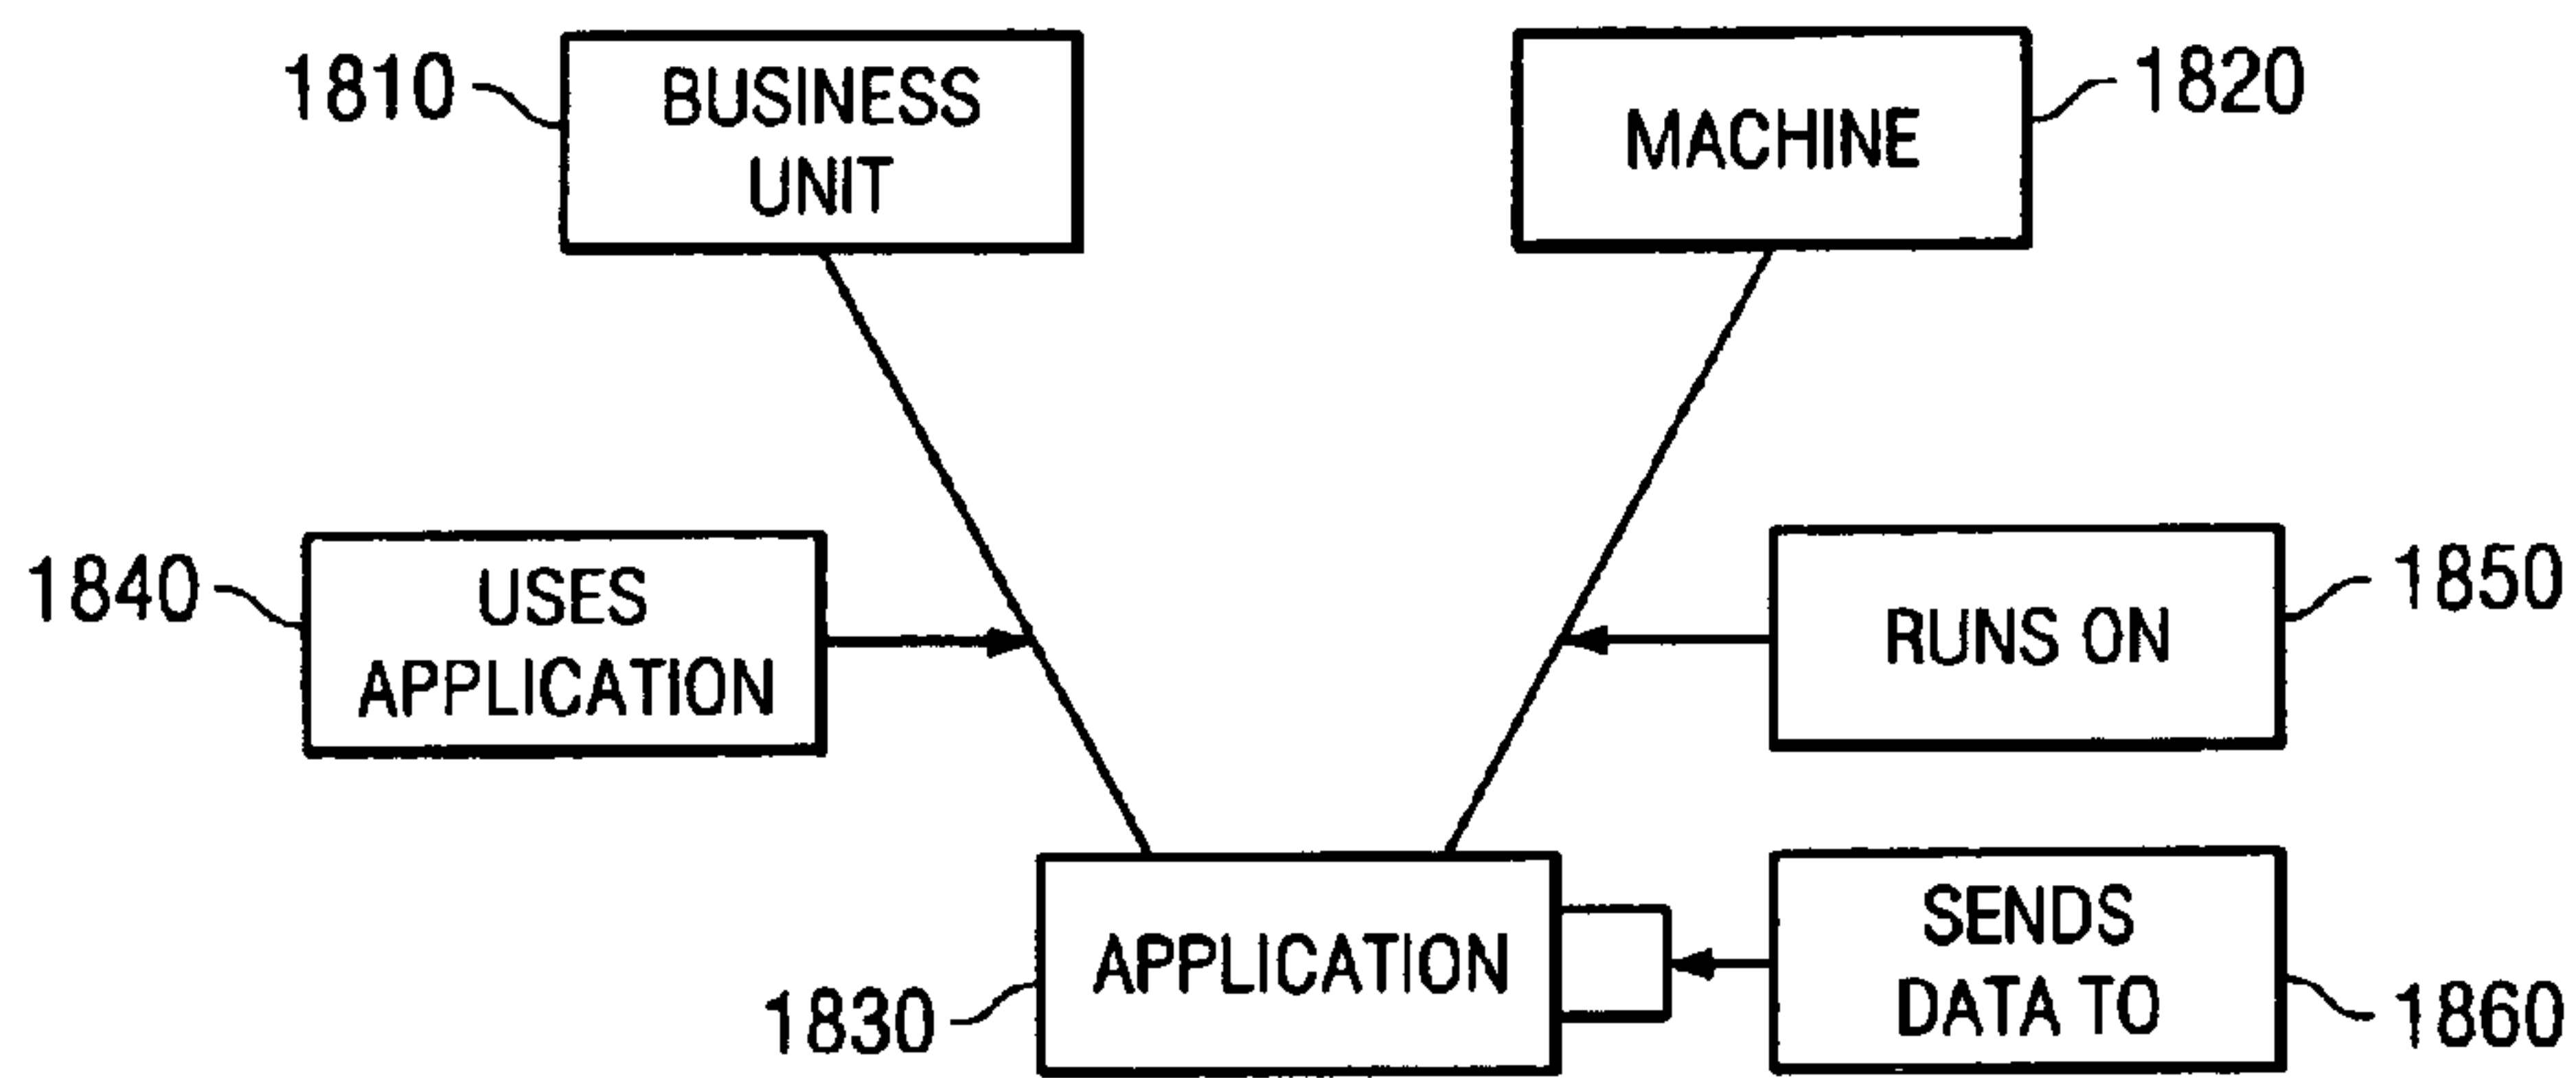 1810
BUSINESS
UNIT
MACHINE
1820
1840
USES
APPLICATION
RUNS ON
1850
APPLICATION
1830
SENDS
DATA TO
1860